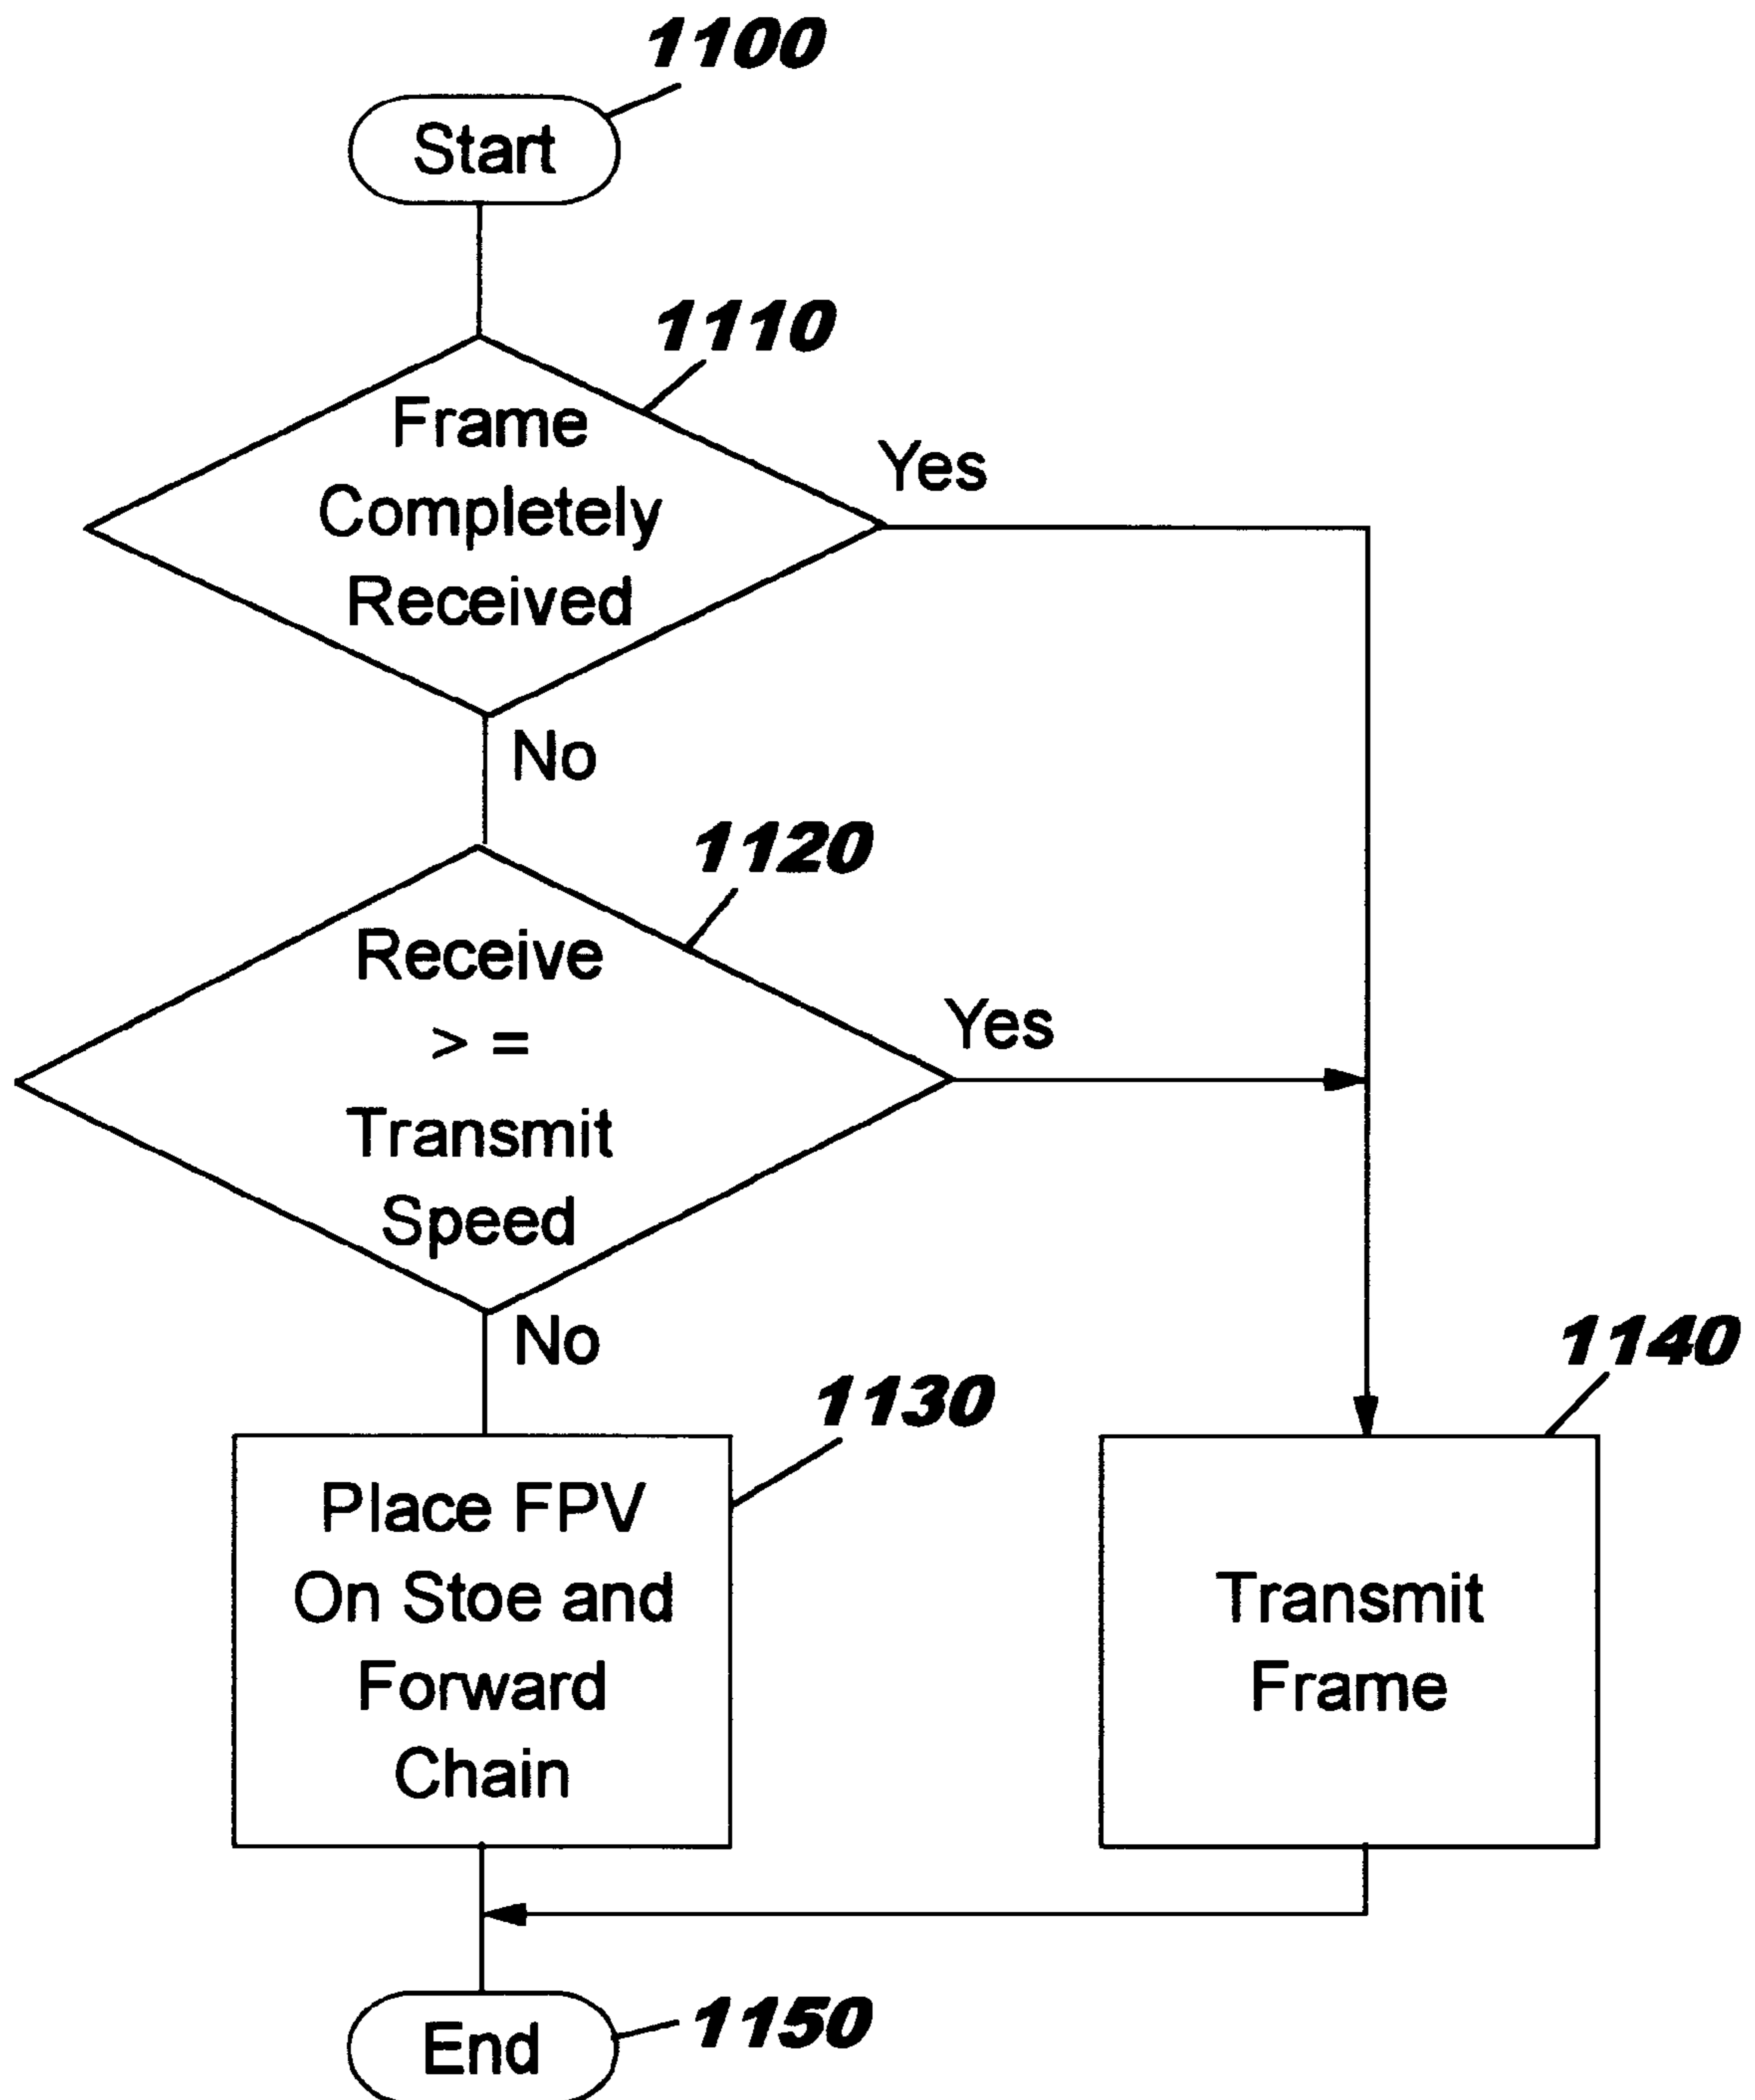 1100
Start
1110
Frame
Completely
Received
Yes
No
1120
Receive
> =
Transmit
Speed
Yes
No
1130
Place FPV
On Stoe and
Forward
Chain
1140
Transmit
Frame
End
1150